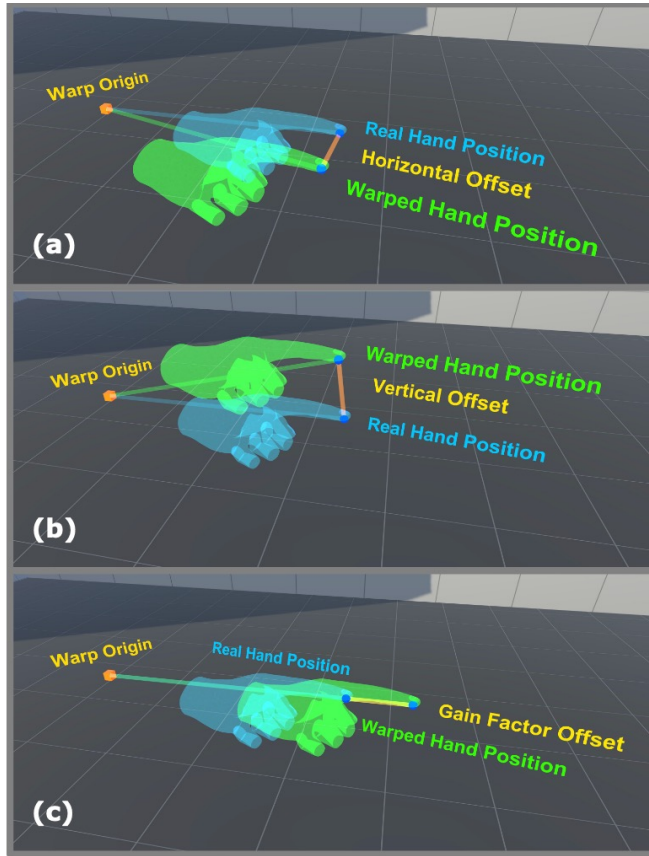 Warp Origin
Real Hand Position
Horizontal Offset
Warped Hand Position
(a)
Warped Hand Position
Warp Origin
Vertical Offset
Real Hand Position
(b)
Real Hand Position
Warp Origin
Gain Factor Offset
Warped Hand Position
(c)